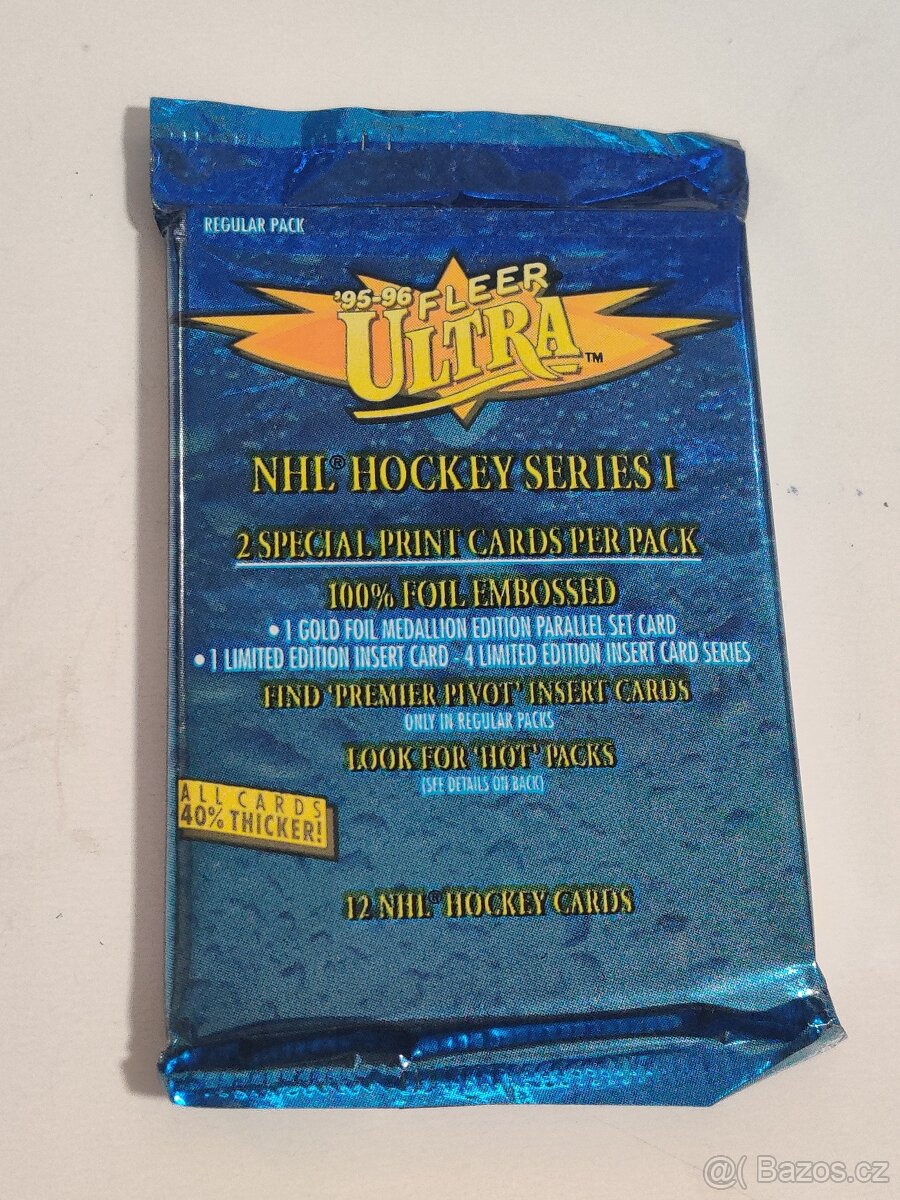 REGULAR PACK
'95-96 FLEER
ULTRA™
NHL® HOCKEY SERIES I
2 SPECIAL PRINT CARDS PER PACK
100% FOIL EMBOSSED
• 1 GOLD FOIL MEDALLION EDITION PARALLEL SET CARD
• 1 LIMITED EDITION INSERT CARD - 4 LIMITED EDITION INSERT CARD SERIES
FIND 'PREMIER PIVOT' INSERT CARDS
ONLY IN REGULAR PACKS
LOOK FOR 'HOT' PACKS
(SEE DETAILS ON BACK)
ALL CARDS
40% THICKER!
12 NHL® HOCKEY CARDS
@( Bazos.cz